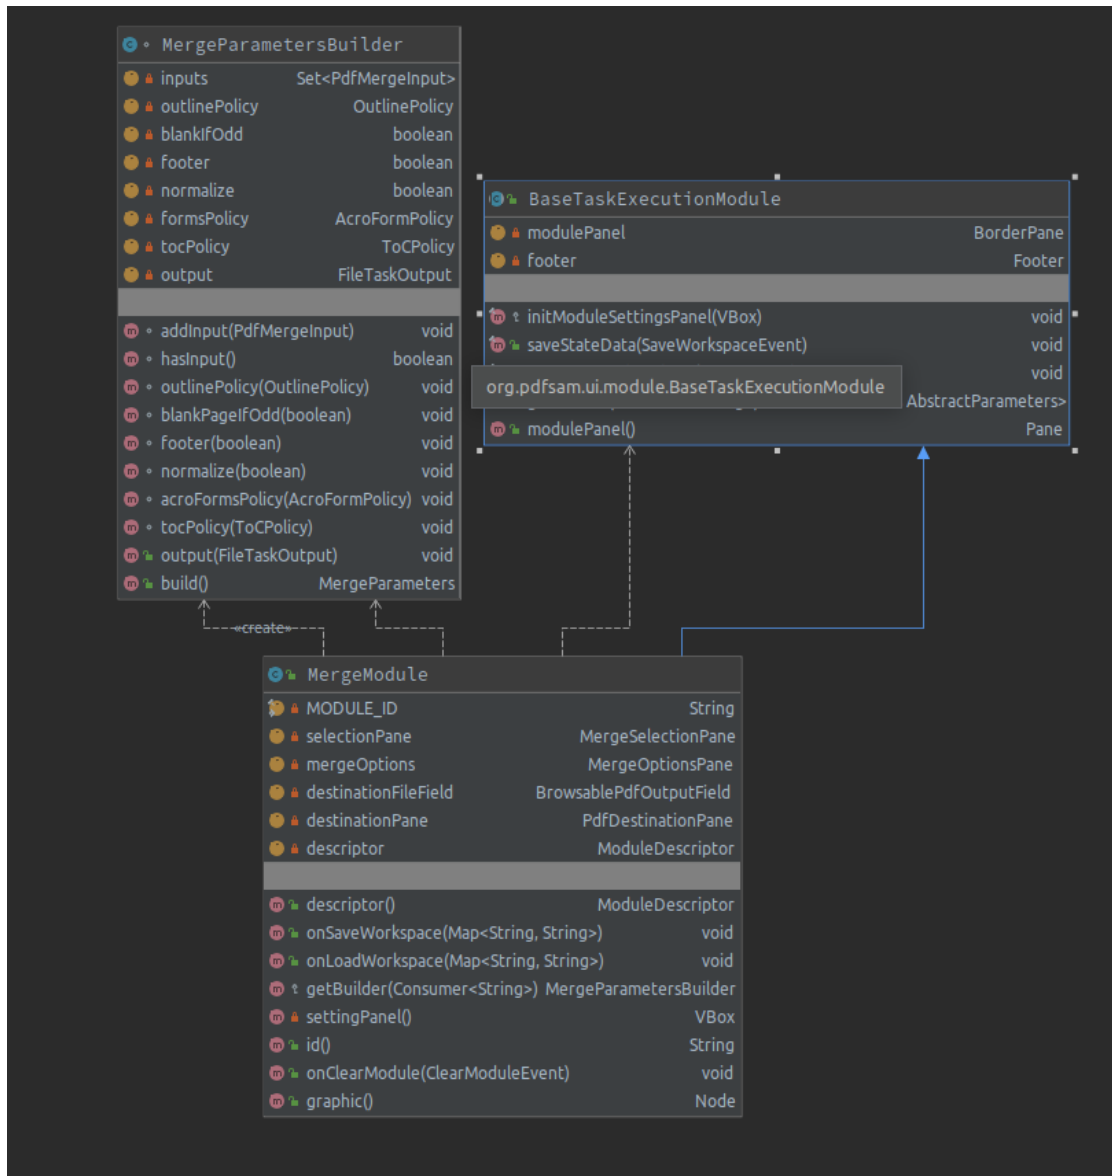 MergeParametersBuilder
inputs Set<PdfMergeInput>
outlinePolicy OutlinePolicy
blankIfOdd boolean
footer boolean
normalize boolean
formsPolicy AcroFormPolicy
tocPolicy ToCPolicy
output FileTaskOutput
addInput(PdfMergeInput) void
hasInput() boolean
outlinePolicy(OutlinePolicy) void
blankPageIfOdd(boolean) void
footer(boolean) void
normalize(boolean) void
acroFormsPolicy(AcroFormPolicy) void
tocPolicy(ToCPolicy) void
output(FileTaskOutput) void
build() MergeParameters
BaseTaskExecutionModule
modulePanel BorderPane
footer Footer
initModuleSettingsPanel(VBox) void
saveStateData(SaveWorkspaceEvent) void
void
org.pdfsam.ui.module.BaseTaskExecutionModule
AbstractParameters>
modulePanel() Pane
«create»
MergeModule
MODULE_ID String
selectionPane MergeSelectionPane
mergeOptions MergeOptionsPane
destinationFileField BrowsablePdfOutputField
destinationPane PdfDestinationPane
descriptor ModuleDescriptor
descriptor() ModuleDescriptor
onSaveWorkspace(Map<String, String>) void
onLoadWorkspace(Map<String, String>) void
getBuilder(Consumer<String>) MergeParametersBuilder
settingPanel() VBox
id() String
onClearModule(ClearModuleEvent) void
graphic() Node